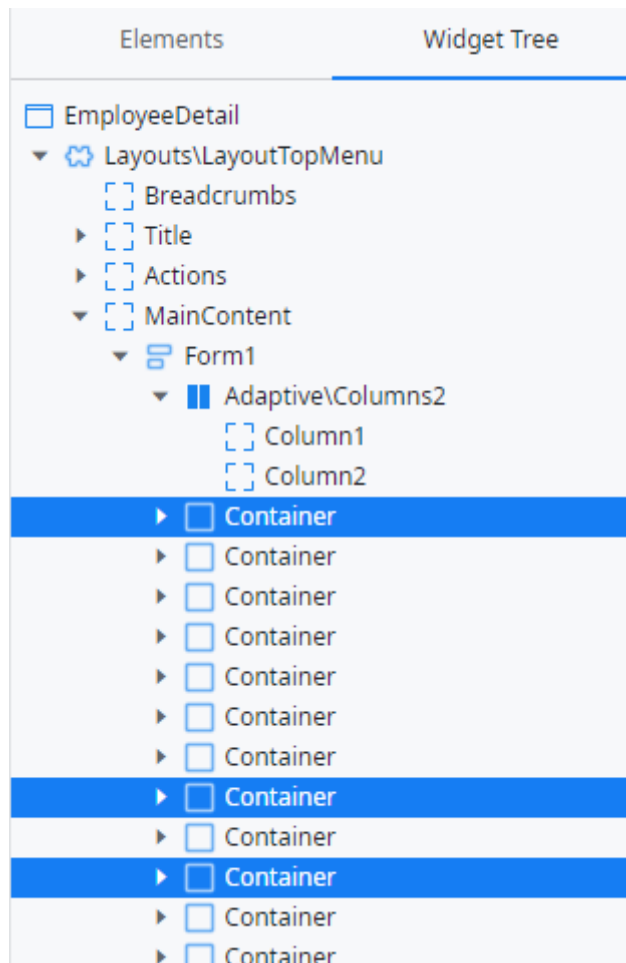 Elements Widget Tree
EmployeeDetail
Layouts\LayoutTopMenu
Breadcrumbs
Title
Actions
MainContent
Form1
Adaptive\Columns2
Column1
Column2
Container
Container
Container
Container
Container
Container
Container
Container
Container
Container
Container
Container